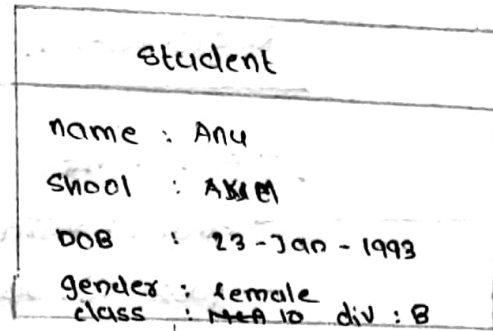 Student
name : Anu
shool :
DOB : 23 - Jan - 1993
gender : female
class : 10 div : B